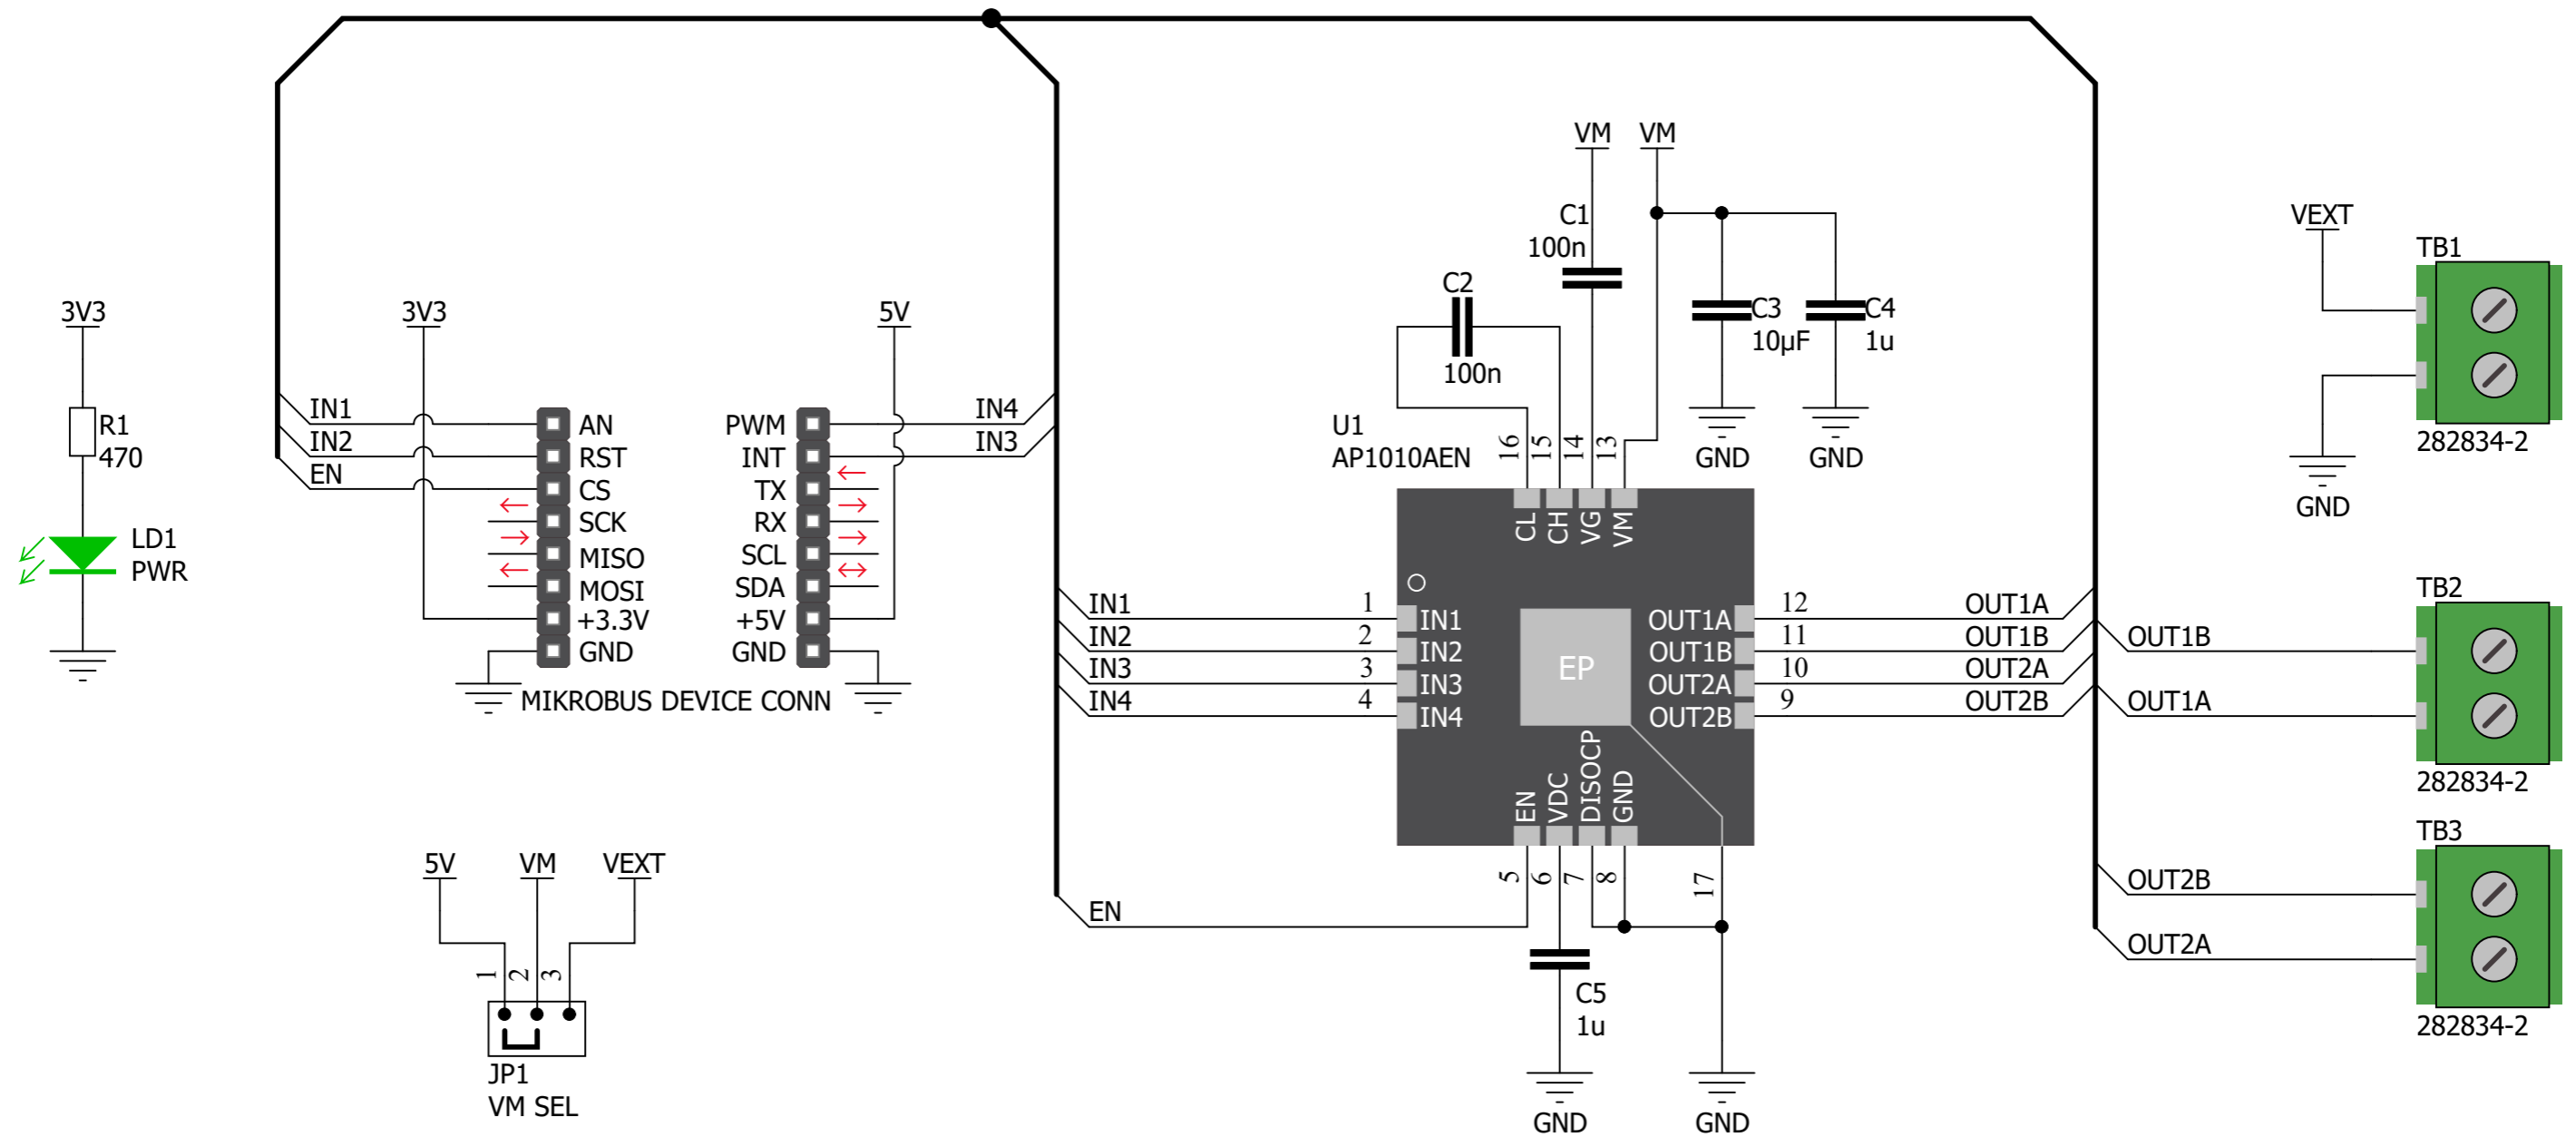 VM
VM
C1
100n
VEXT
TB1
C2
100n
C3
10µF
C4
1u
3V3
3V3
5V
GND
GND
282834-2
GND
R1
470
LD1
PWR
IN1
IN2
EN
AN
RST
CS
SCK
MISO
MOSI
+3.3V
GND
PWM
INT
TX
RX
SCL
SDA
+5V
GND
MIKROBUS DEVICE CONN
IN4
IN3
U1
AP1010AEN
16
15
14
13
CL
CH
VG
VM
IN1
IN2
IN3
IN4
1
2
3
4
IN1
IN2
IN3
IN4
EP
OUT1A
OUT1B
OUT2A
OUT2B
12
11
10
9
OUT1A
OUT1B
OUT2A
OUT2B
TB2
OUT1B
OUT1A
282834-2
EN
VDC
DISOCP
GND
5
6
7
8
17
EN
C5
1u
GND
GND
TB3
OUT2B
OUT2A
282834-2
5V
VM
VEXT
1
2
3
JP1
VM SEL